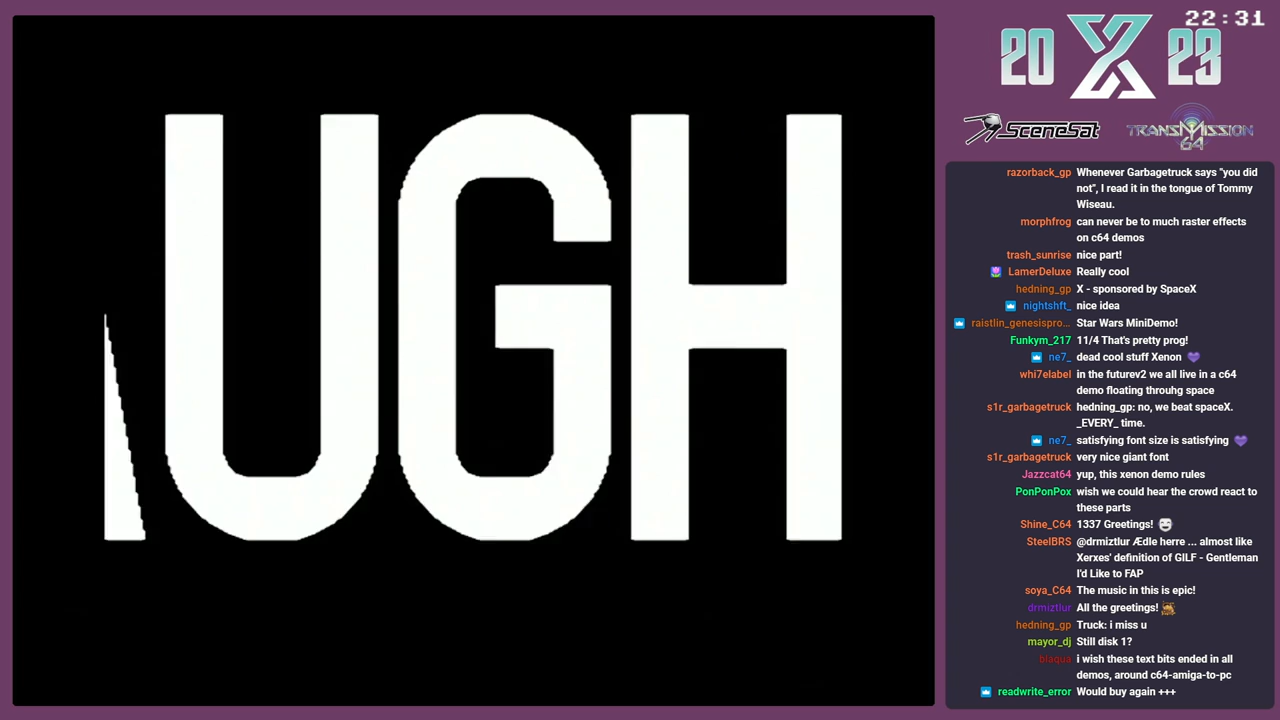 UGH
22:31
20 X 23
SceneSat
TRANSMISSION
64
razorback_gp Whenever Garbagetruck says "you did
not", I read it in the tongue of Tommy
Wiseau.
morphfrog can never be to much raster effects
on c64 demos
trash_sunrise nice part!
LamerDeluxe Really cool
hedning_gp X - sponsored by SpaceX
nightshft_ nice idea
raistlin_genesispro... Star Wars MiniDemo!
Funkym_217 11/4 That's pretty prog!
ne7_ dead cool stuff Xenon
whi7elabel in the futurev2 we all live in a c64
demo floating throuhg space
s1r_garbagetruck hedning_gp: no, we beat spaceX.
_EVERY_ time.
ne7_ satisfying font size is satisfying
s1r_garbagetruck very nice giant font
Jazzcat64 yup, this xenon demo rules
PonPonPox wish we could hear the crowd react to
these parts
Shine_C64 1337 Greetings!
SteelBRS @drmiztlur Ædle herre ... almost like
Xerxes' definition of GILF - Gentleman
I'd Like to FAP
soya_C64 The music in this is epic!
drmiztlur All the greetings!
hedning_gp Truck: i miss u
mayor_dj Still disk 1?
blaqua i wish these text bits ended in all
demos, around c64-amiga-to-pc
readwrite_error Would buy again +++